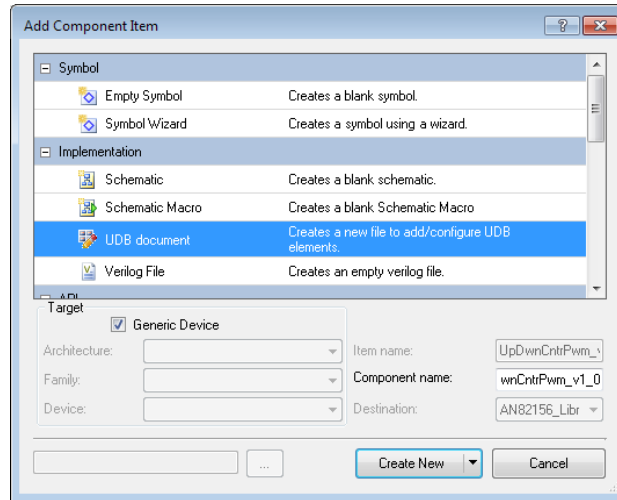 Add Component Item
Symbol
Empty Symbol Creates a blank symbol.
Symbol Wizard Creates a symbol using a wizard.
Implementation
Schematic Creates a blank schematic.
Schematic Macro Creates a blank Schematic Macro
UDB document Creates a new file to add/configure UDB
elements.
Verilog File Creates an empty verilog file.
API
Target
Generic Device
Architecture: Item name: UpDwnCntrPwm_v
Family: Component name: wnCntrPwm_v1_0
Device: Destination: AN82156_Libr
... Create New Cancel